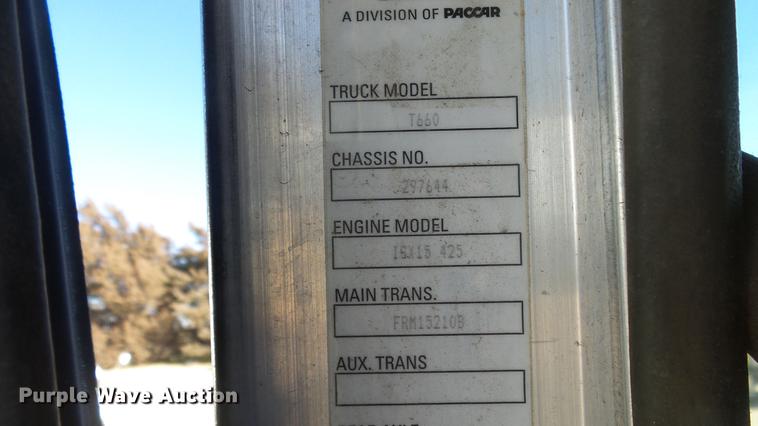 A DIVISION OF PACCAR
TRUCK MODEL
T660
CHASSIS NO.
297644
ENGINE MODEL
ISX15 425
MAIN TRANS.
FRM15210B
AUX. TRANS
Purple Wave Auction